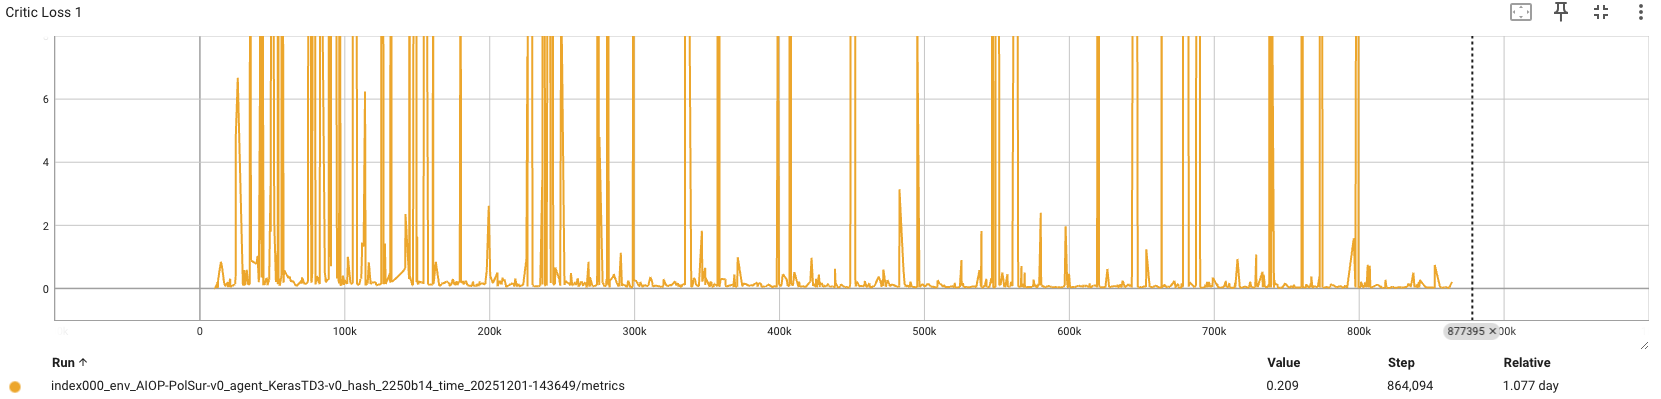 Critic Loss 1
6
4
2
0
0 100k 200k 300k 400k 500k 600k 700k 800k 877395 00k
Run Value Step Relative
index000_env_AIOP-PolSur-v0_agent_KerasTD3-v0_hash_2250b14_time_20251201-143649/metrics 0.209 864,094 1.077 day